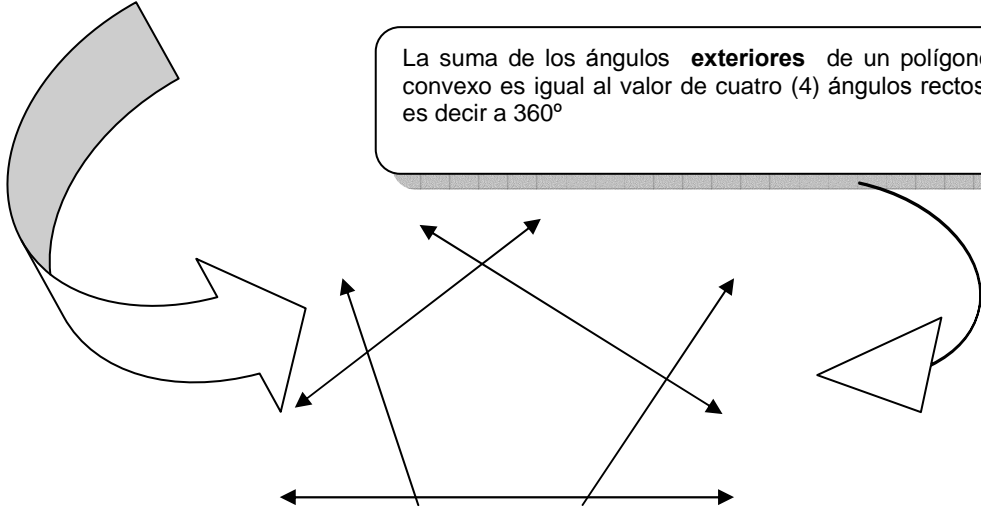 La suma de los ángulos exteriores de un polígono
convexo es igual al valor de cuatro (4) ángulos rectos
es decir a 360º